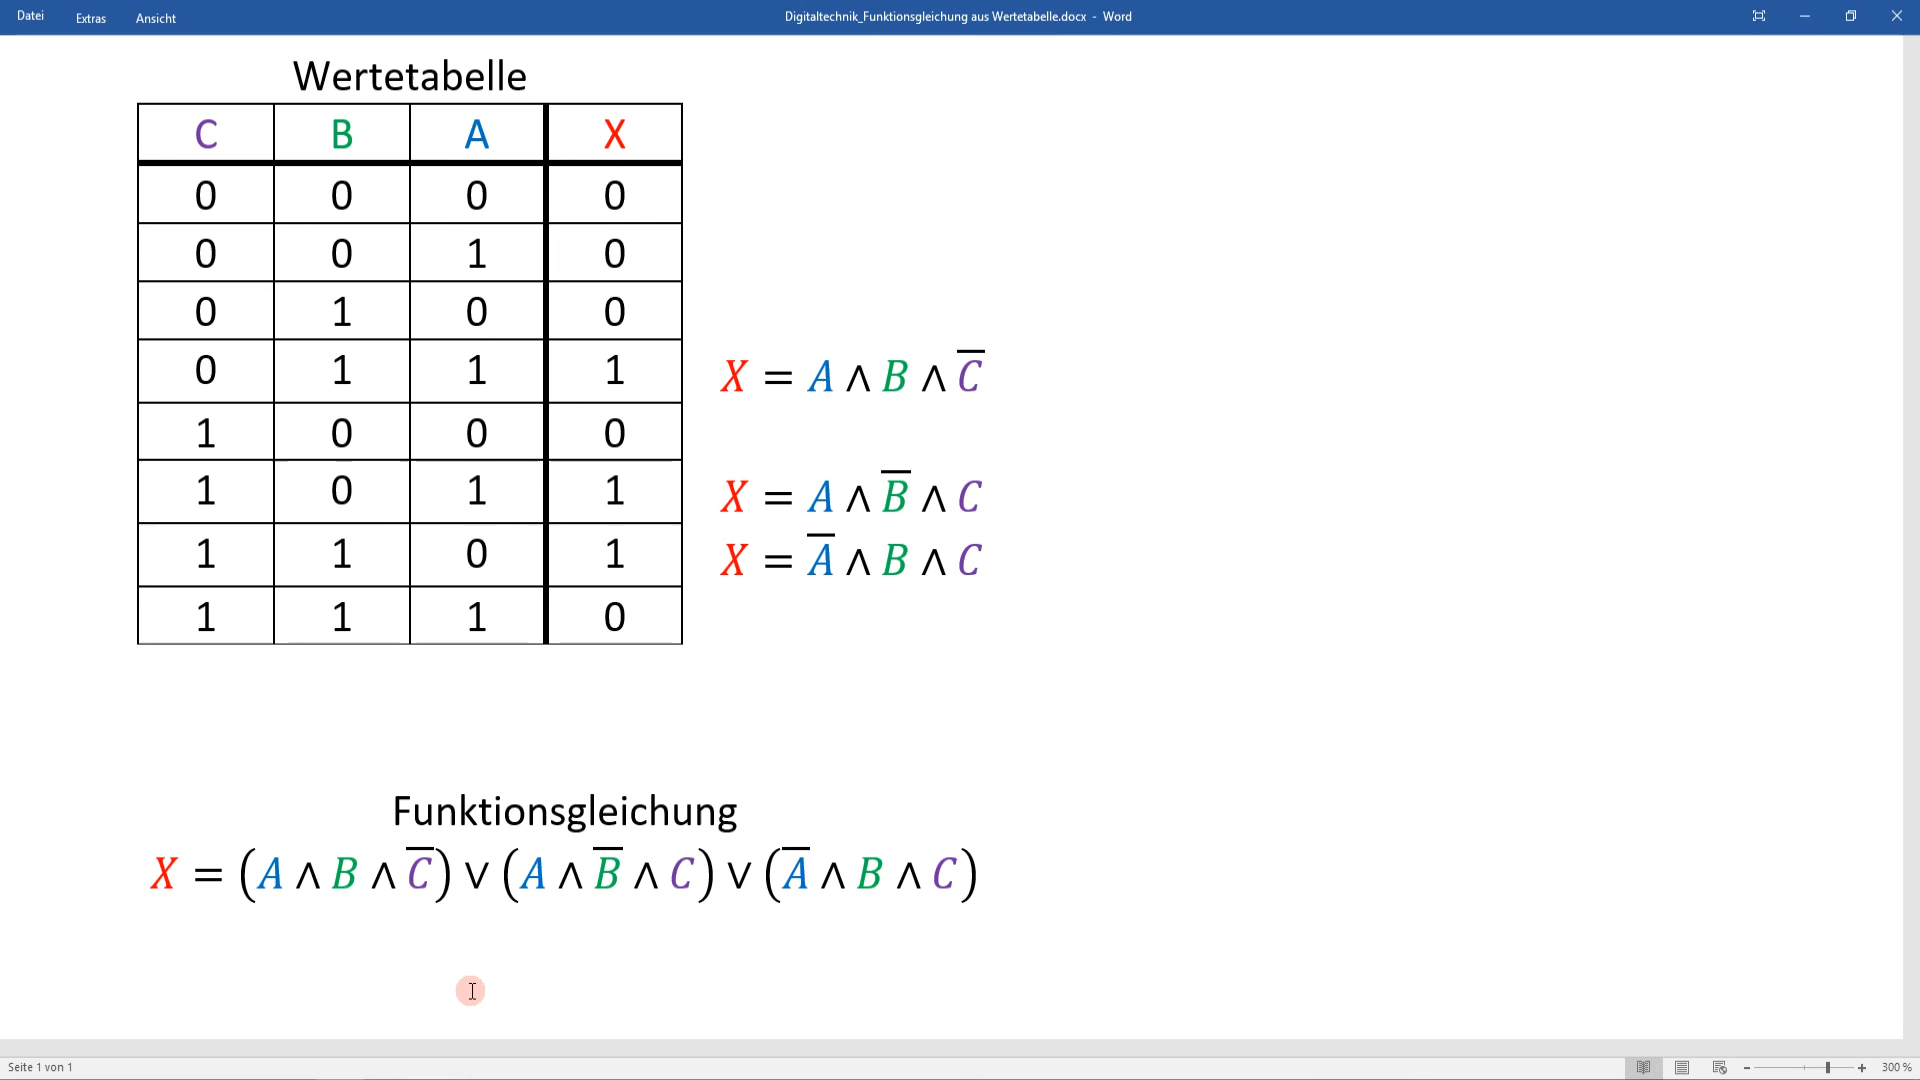 Datei Extras Ansicht Digitaltechnik_Funktionsgleichung aus Wertetabelle.docx - Word
Wertetabelle
C B A X
0 0 0 0
0 0 1 0
0 1 0 0
0 1 1 1 X = A ∧ B ∧ C̅
1 0 0 0
1 0 1 1 X = A ∧ B̅ ∧ C
1 1 0 1 X = A̅ ∧ B ∧ C
1 1 1 0
Funktionsgleichung
X = (A ∧ B ∧ C̅) ∨ (A ∧ B̅ ∧ C) ∨ (A̅ ∧ B ∧ C)
Seite 1 von 1 300 %